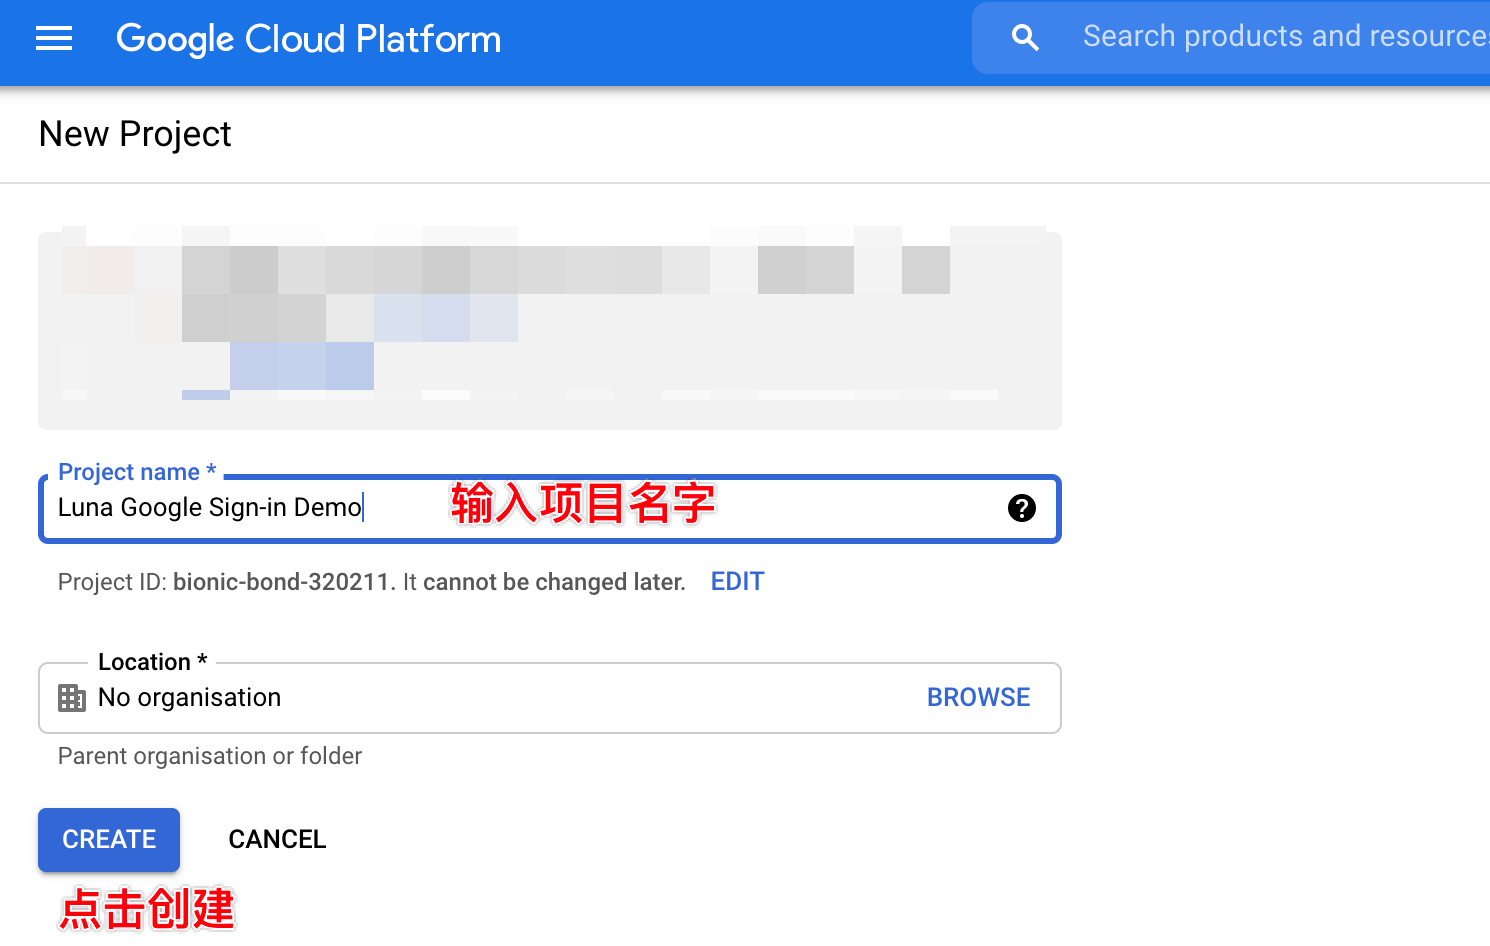 Google Cloud Platform
Search products and resources
New Project
Project name *
Luna Google Sign-in Demo
输入项目名字
Project ID: bionic-bond-320211. It cannot be changed later. EDIT
Location *
No organisation
BROWSE
Parent organisation or folder
CREATE
CANCEL
点击创建